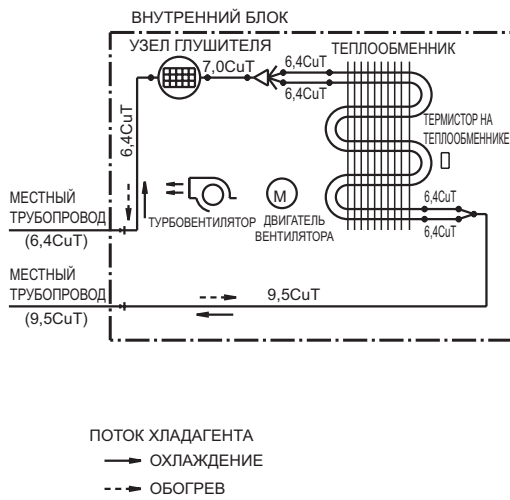 ВНУТРЕННИЙ БЛОК
УЗЕЛ ГЛУШИТЕЛЯ
ТЕПЛООБМЕННИК
7,0CuT
6,4CuT
6,4CuT
6,4CuT
ТЕРМИСТОР НА
ТЕПЛООБМЕННИКЕ
МЕСТНЫЙ
ТРУБОПРОВОД
(6,4CuT)
ТУРБОВЕНТИЛЯТОР
M
ДВИГАТЕЛЬ
ВЕНТИЛЯТОРА
6,4CuT
6,4CuT
МЕСТНЫЙ
ТРУБОПРОВОД
(9,5CuT)
9,5CuT
ПОТОК ХЛАДАГЕНТА
ОХЛАЖДЕНИЕ
ОБОГРЕВ